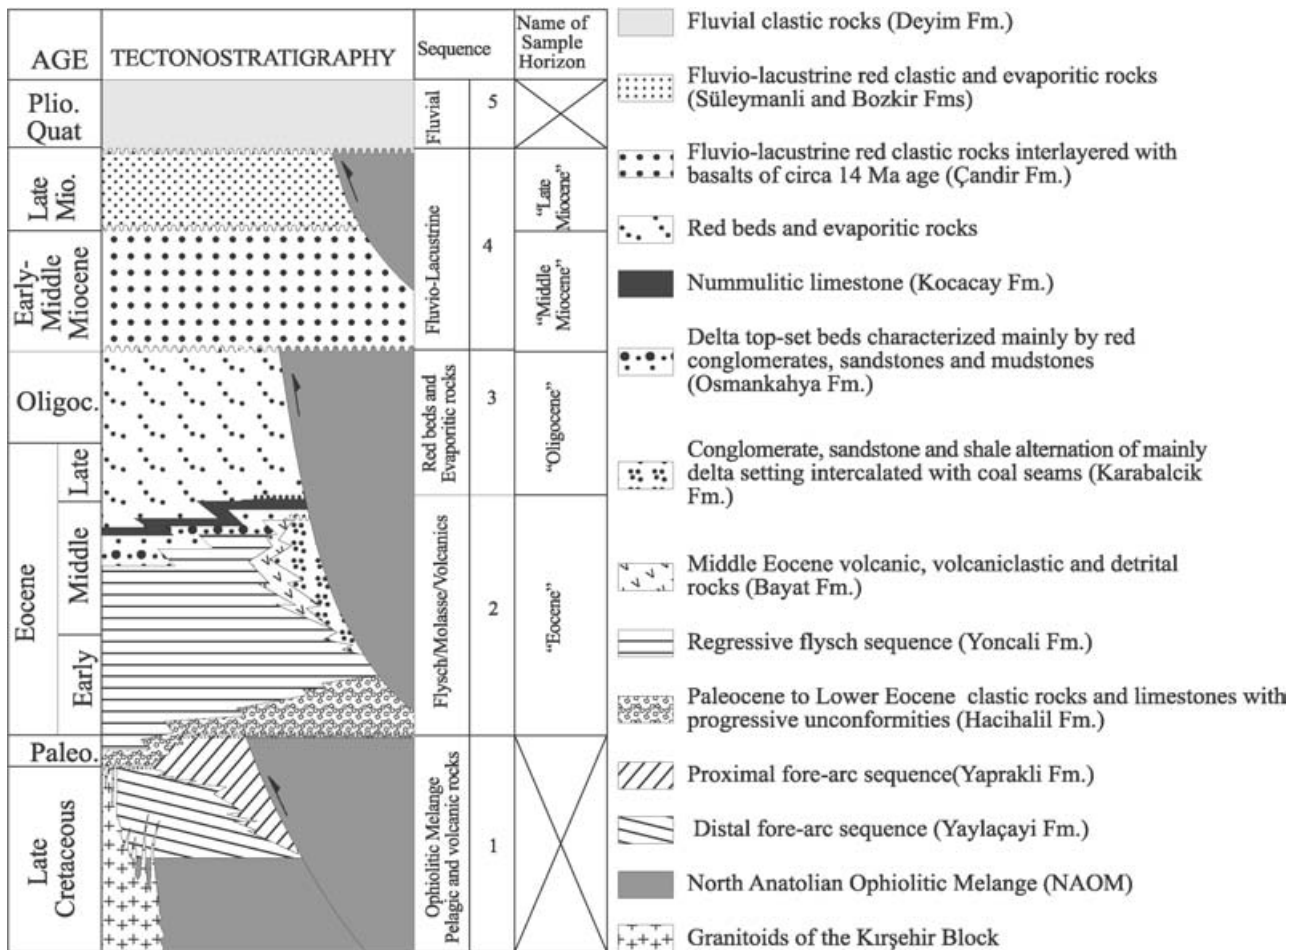 AGE
TECTONOSTRATIGRAPHY
Sequence
Name of
Sample
Horizon
Plio.
Quat
Fluvial
5
Late
Mio.
"Late
Miocene"
Early-
Middle
Miocene
Fluvio-Lacustrine
4
"Middle
Miocene"
Oligoc.
Red beds and
Evaporitic rocks
3
"Oligocene"
Eocene
Late
Middle
Early
Flysch/Molasse/Volcanics
2
"Eocene"
Paleo.
Late
Cretaceous
Ophiolitic Melange
Pelagic and volcanic rocks
1
Fluvial clastic rocks (Deyim Fm.)
Fluvio-lacustrine red clastic and evaporitic rocks
(Süleymanli and Bozkir Fms)
Fluvio-lacustrine red clastic rocks interlayered with
basalts of circa 14 Ma age (Çandir Fm.)
Red beds and evaporitic rocks
Nummulitic limestone (Kocacay Fm.)
Delta top-set beds characterized mainly by red
conglomerates, sandstones and mudstones
(Osmankahya Fm.)
Conglomerate, sandstone and shale alternation of mainly
delta setting intercalated with coal seams (Karabalcik
Fm.)
Middle Eocene volcanic, volcaniclastic and detrital
rocks (Bayat Fm.)
Regressive flysch sequence (Yoncali Fm.)
Paleocene to Lower Eocene clastic rocks and limestones with
progressive unconformities (Hacihalil Fm.)
Proximal fore-arc sequence(Yaprakli Fm.)
Distal fore-arc sequence (Yaylaçayi Fm.)
North Anatolian Ophiolitic Melange (NAOM)
Granitoids of the Kırşehir Block